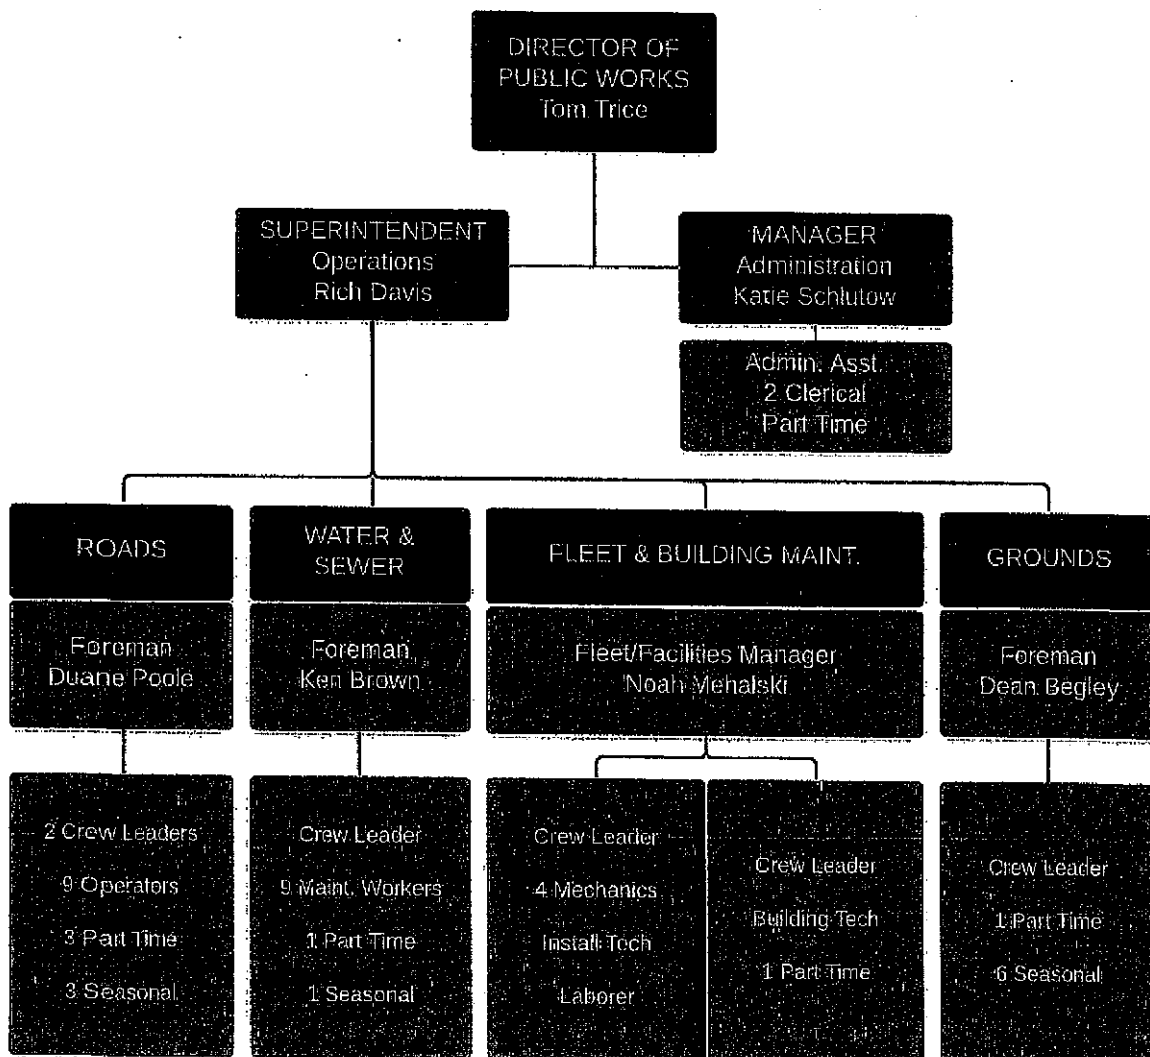 DIRECTOR OF
PUBLIC WORKS
Tom Trice
SUPERINTENDENT
Operations
Rich Davis
MANAGER
Administration
Katie Schlutow
Admin. Asst.
2 Clerical
Part Time
ROADS
Foreman
Duane Poole
2 Crew Leaders
9 Operators
3 Part Time
3 Seasonal
WATER &
SEWER
Foreman
Ken Brown
Crew Leader
9 Maint. Workers
1 Part Time
1 Seasonal
FLEET & BUILDING MAINT.
Fleet/Facilities Manager
Noah Mehalski
Crew Leader
4 Mechanics
Install Tech
Laborer
Crew Leader
Building Tech
1 Part Time
GROUNDS
Foreman
Dean Begley
Crew Leader
1 Part Time
6 Seasonal